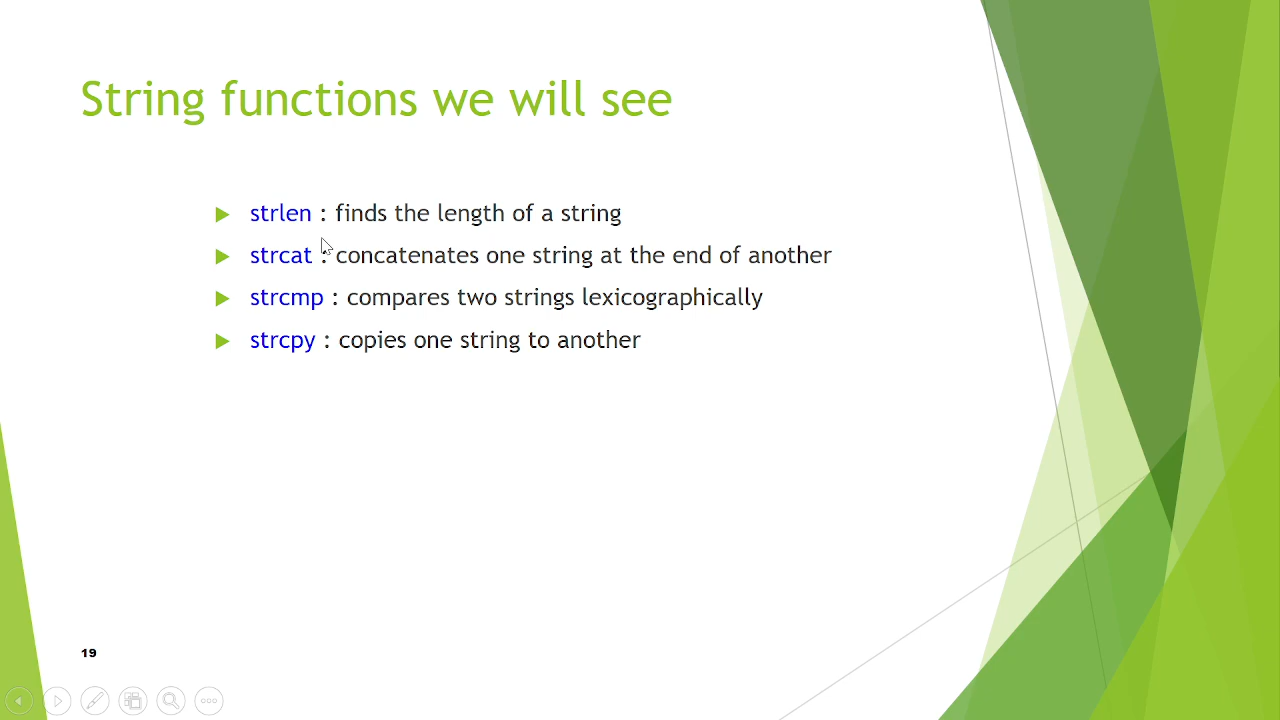 String functions we will see
strlen : finds the length of a string
strcat : concatenates one string at the end of another
strcmp : compares two strings lexicographically
strcpy : copies one string to another
19